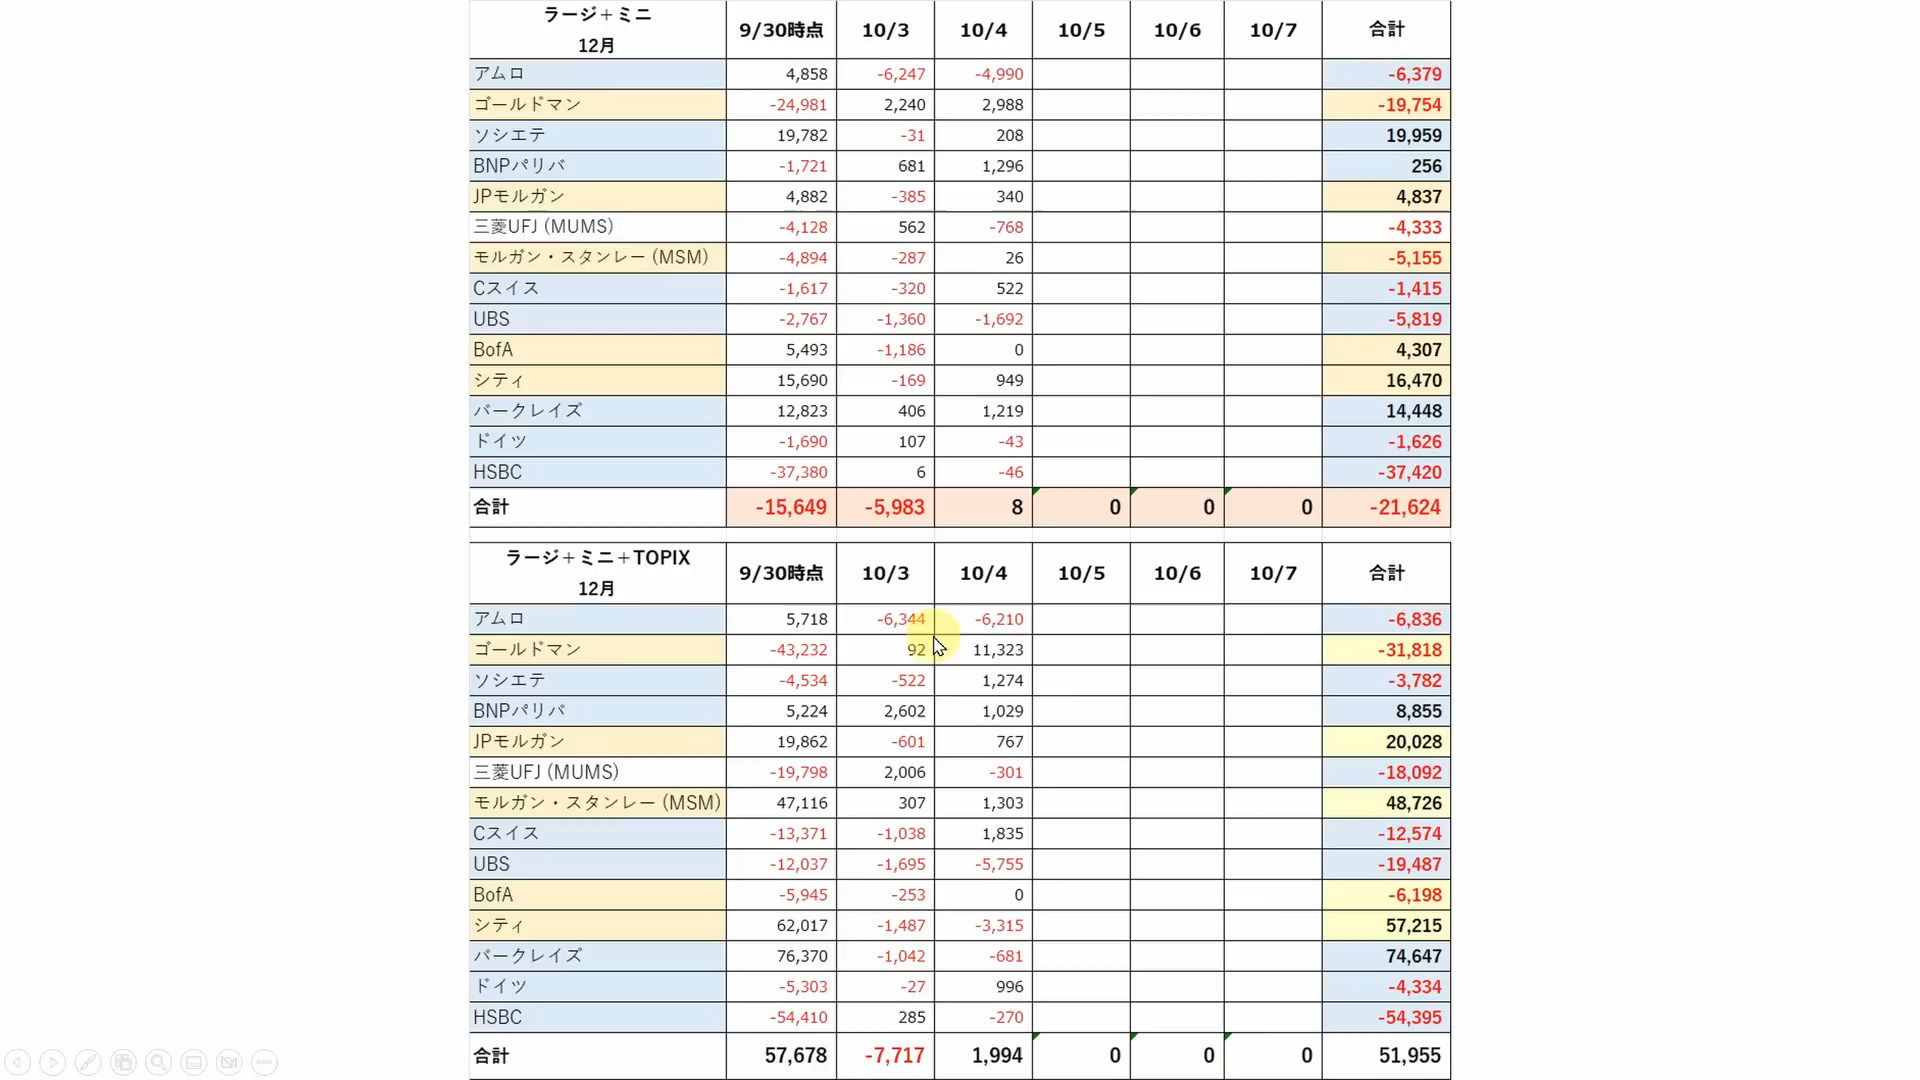 ラージ＋ミニ
12月
9/30時点 10/3 10/4 10/5 10/6 10/7 合計
アムロ 4,858 -6,247 -4,990 -6,379
ゴールドマン -24,981 2,240 2,988 -19,754
ソシエテ 19,782 -31 208 19,959
BNPパリバ -1,721 681 1,296 256
JPモルガン 4,882 -385 340 4,837
三菱UFJ (MUMS) -4,128 562 -768 -4,333
モルガン・スタンレー (MSM) -4,894 -287 26 -5,155
Cスイス -1,617 -320 522 -1,415
UBS -2,767 -1,360 -1,692 -5,819
BofA 5,493 -1,186 0 4,307
シティ 15,690 -169 949 16,470
バークレイズ 12,823 406 1,219 14,448
ドイツ -1,690 107 -43 -1,626
HSBC -37,380 6 -46 -37,420
合計 -15,649 -5,983 8 0 0 0 -21,624
ラージ＋ミニ＋TOPIX
12月
9/30時点 10/3 10/4 10/5 10/6 10/7 合計
アムロ 5,718 -6,344 -6,210 -6,836
ゴールドマン -43,232 92 11,323 -31,818
ソシエテ -4,534 -522 1,274 -3,782
BNPパリバ 5,224 2,602 1,029 8,855
JPモルガン 19,862 -601 767 20,028
三菱UFJ (MUMS) -19,798 2,006 -301 -18,092
モルガン・スタンレー (MSM) 47,116 307 1,303 48,726
Cスイス -13,371 -1,038 1,835 -12,574
UBS -12,037 -1,695 -5,755 -19,487
BofA -5,945 -253 0 -6,198
シティ 62,017 -1,487 -3,315 57,215
バークレイズ 76,370 -1,042 -681 74,647
ドイツ -5,303 -27 996 -4,334
HSBC -54,410 285 -270 -54,395
合計 57,678 -7,717 1,994 0 0 0 51,955